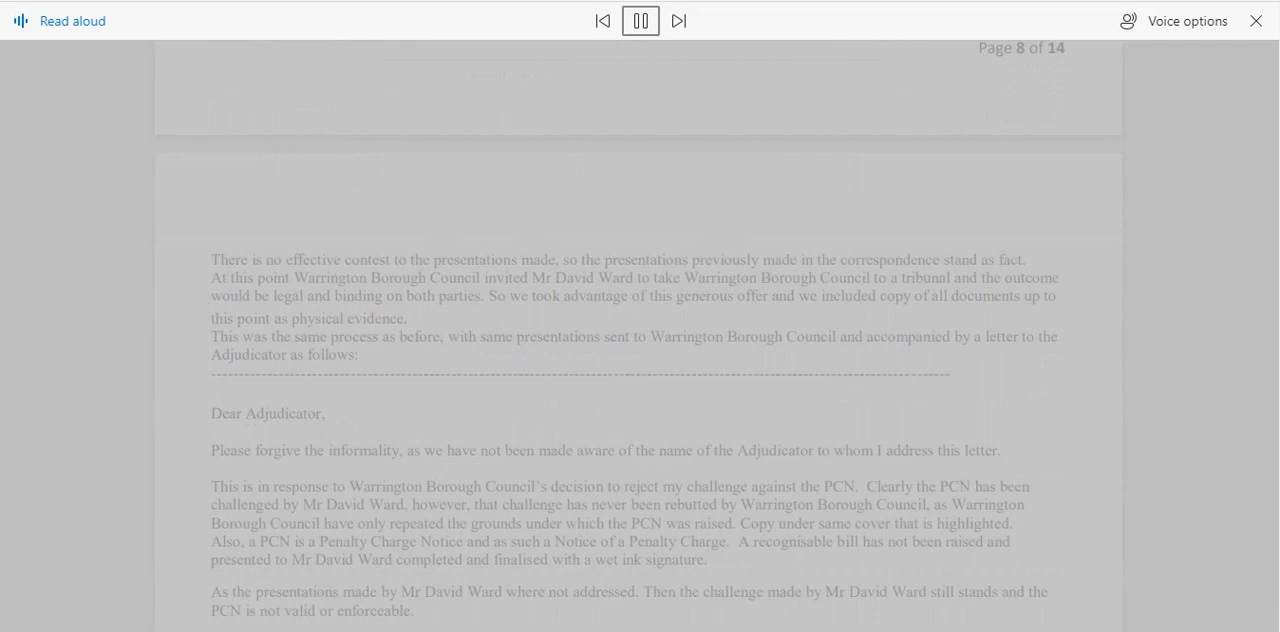 Read aloud
Voice options
Page 8 of 14
There is no effective contest to the presentations made, so the presentations previously made in the correspondence stand as fact.
At this point Warrington Borough Council invited Mr David Ward to take Warrington Borough Council to a tribunal and the outcome
would be legal and binding on both parties. So we took advantage of this generous offer and we included copy of all documents up to
this point as physical evidence.
This was the same process as before, with same presentations sent to Warrington Borough Council and accompanied by a letter to the
Adjudicator as follows:
--------------------------------------------------------------------------------------------------------------------------------------------
Dear Adjudicator,
Please forgive the informality, as we have not been made aware of the name of the Adjudicator to whom I address this letter.
This is in response to Warrington Borough Council's decision to reject my challenge against the PCN.  Clearly the PCN has been
challenged by Mr David Ward, however, that challenge has never been rebutted by Warrington Borough Council, as Warrington
Borough Council have only repeated the grounds under which the PCN was raised. Copy under same cover that is highlighted.
Also, a PCN is a Penalty Charge Notice and as such a Notice of a Penalty Charge.  A recognisable bill has not been raised and
presented to Mr David Ward completed and finalised with a wet ink signature.
As the presentations made by Mr David Ward where not addressed. Then the challenge made by Mr David Ward still stands and the
PCN is not valid or enforceable.